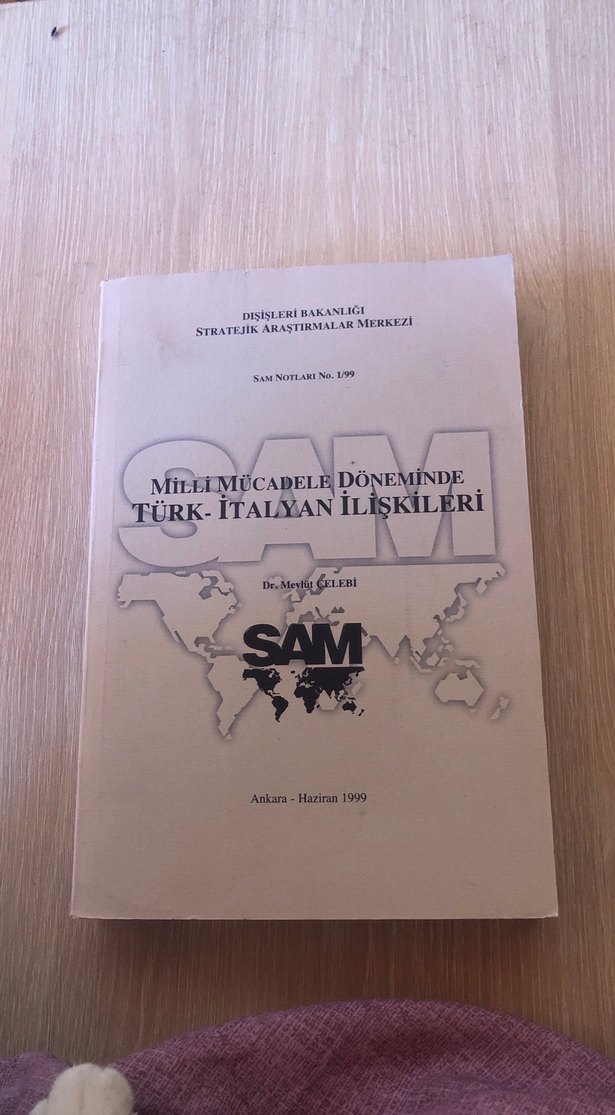 DIŞİŞLERİ BAKANLIĞI
STRATEJİK ARAŞTIRMALAR MERKEZİ
SAM NOTLARI NO. 1/99
SAM
MİLLİ MÜCADELE DÖNEMİNDE
TÜRK- İTALYAN İLİŞKİLERİ
Dr. Mevlüt ÇELEBİ
SAM
Ankara - Haziran 1999